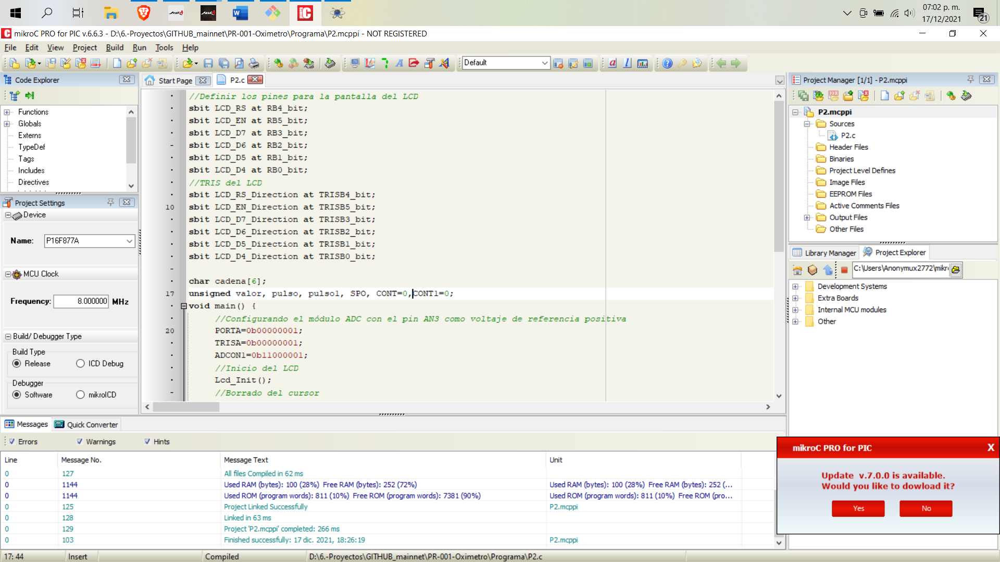 07:02 p. m.
17/12/2021
21
mikroC PRO for PIC v.6.6.3 - D:\6.-Proyectos\GITHUB_mainnet\PR-001-Oximetro\Programa\P2.mcppi - NOT REGISTERED
File Edit View Project Build Run Tools Help
Default
Code Explorer
Functions
Globals
Externs
TypeDef
Tags
Includes
Directives
Project Settings
Device
Name: P16F877A
MCU Clock
Frequency: 8.000000 MHz
Build/ Debugger Type
Build Type
Release ICD Debug
Debugger
Software mikroICD
Start Page P2.c
//Definir los pines para la pantalla del LCD
sbit LCD_RS at RB4_bit;
sbit LCD_EN at RB5_bit;
sbit LCD_D7 at RB3_bit;
sbit LCD_D6 at RB2_bit;
sbit LCD_D5 at RB1_bit;
sbit LCD_D4 at RB0_bit;
//TRIS del LCD
sbit LCD_RS_Direction at TRISB4_bit;
10 sbit LCD_EN_Direction at TRISB5_bit;
sbit LCD_D7_Direction at TRISB3_bit;
sbit LCD_D6_Direction at TRISB2_bit;
sbit LCD_D5_Direction at TRISB1_bit;
sbit LCD_D4_Direction at TRISB0_bit;
char cadena[6];
17 unsigned valor, pulso, pulso1, SPO, CONT=0,CONT1=0;
void main() {
//Configurando el módulo ADC con el pin AN3 como voltaje de referencia positiva
20 PORTA=0b00000001;
TRISA=0b00000001;
ADCON1=0b11000001;
//Inicio del LCD
Lcd_Init();
//Borrado del cursor
Project Manager [1/1] - P2.mcppi
P2.mcppi
Sources
P2.c
Header Files
Binaries
Project Level Defines
Image Files
EEPROM Files
Active Comments Files
Output Files
Other Files
Library Manager Project Explorer
C:\Users\Anonymux2772\mikr
Development Systems
Extra Boards
Internal MCU modules
Other
Messages Quick Converter
Errors Warnings Hints
Line Message No. Message Text Unit
0 127 All files Compiled in 62 ms
0 1144 Used RAM (bytes): 100 (28%) Free RAM (bytes): 252 (72%) Used RAM (bytes): 100 (28%) Free RAM (bytes): 252 (...
0 1144 Used ROM (program words): 811 (10%) Free ROM (program words): 7381 (90%) Used ROM (program words): 811 (10%) Free ROM (pro...
0 125 Project Linked Successfully P2.mcppi
0 128 Linked in 63 ms
0 129 Project 'P2.mcppi' completed: 266 ms
0 103 Finished successfully: 17 dic. 2021, 18:26:19 P2.mcppi
mikroC PRO for PIC X
Update v.7.0.0 is available.
Would you like to dowload it?
Yes No
17: 44 Insert Compiled D:\6.-Proyectos\GITHUB_mainnet\PR-001-Oximetro\Programa\P2.c